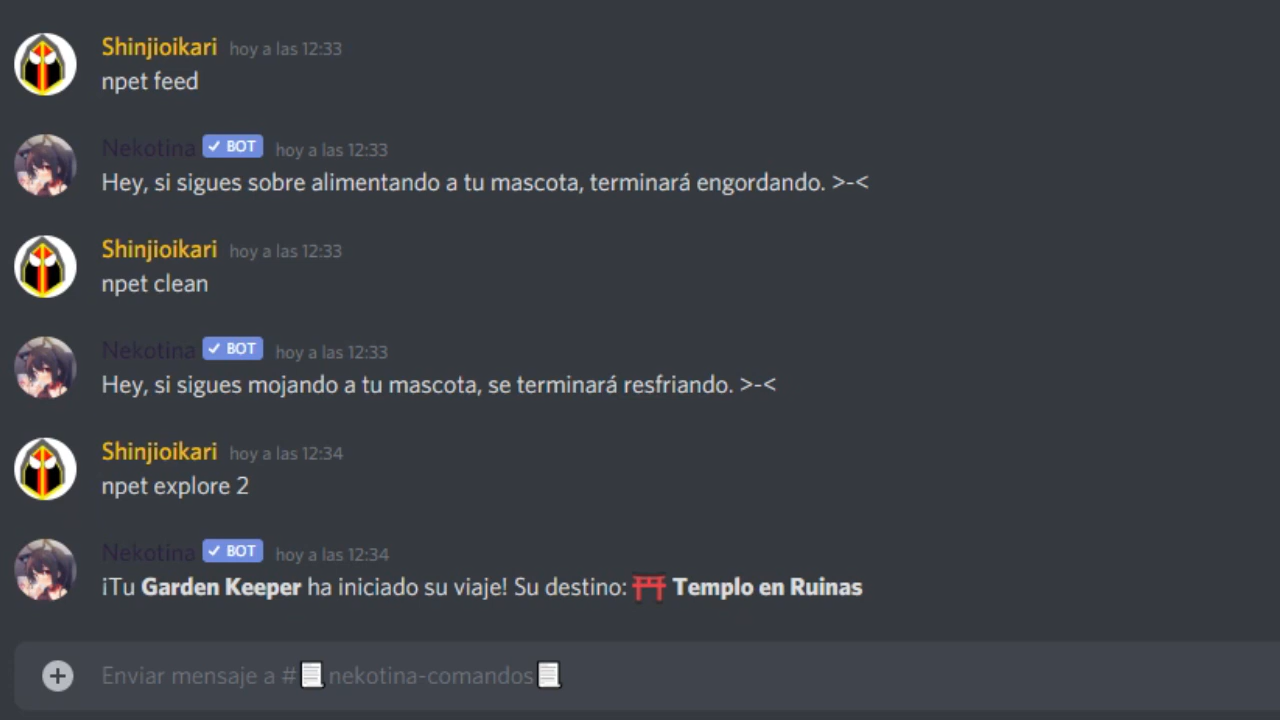 Shinjioikari hoy a las 12:33
npet feed
Nekotina ✓ BOT hoy a las 12:33
Hey, si sigues sobre alimentando a tu mascota, terminará engordando. >-<
Shinjioikari hoy a las 12:33
npet clean
Nekotina ✓ BOT hoy a las 12:33
Hey, si sigues mojando a tu mascota, se terminará resfriando. >-<
Shinjioikari hoy a las 12:34
npet explore 2
Nekotina ✓ BOT hoy a las 12:34
¡Tu Garden Keeper ha iniciado su viaje! Su destino: ⛩️ Templo en Ruinas
Enviar mensaje a #📃nekotina-comandos📃